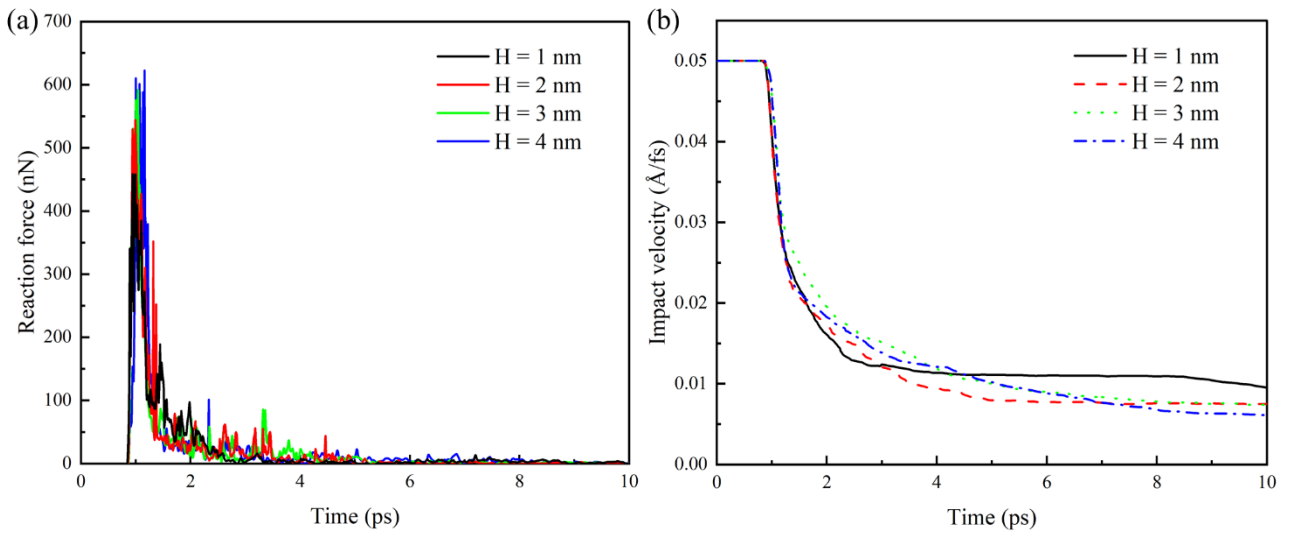 (a)
700
600
500
400
300
200
100
0
Reaction force (nN)
0 2 4 6 8 10
Time (ps)
H = 1 nm
H = 2 nm
H = 3 nm
H = 4 nm
(b)
0.05
0.04
0.03
0.02
0.01
0.00
Impact velocity (Å/fs)
0 2 4 6 8 10
Time (ps)
H = 1 nm
H = 2 nm
H = 3 nm
H = 4 nm